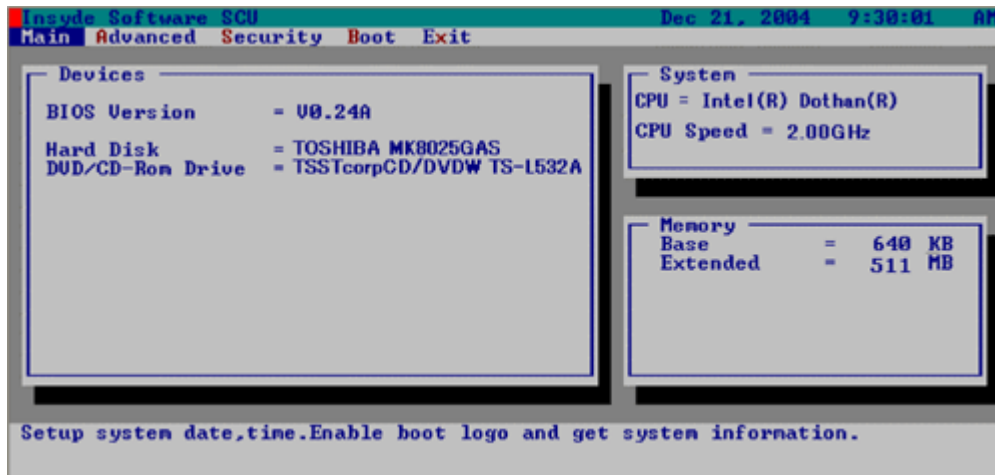 Insyde Software SCU Dec 21, 2004 9:30:01 AM
Main Advanced Security Boot Exit
Devices
BIOS Version = V0.24A
Hard Disk = TOSHIBA MK8025GAS
DVD/CD-Rom Drive = TSSTcorpCD/DVDW TS-L532A
System
CPU = Intel(R) Dothan(R)
CPU Speed = 2.00GHz
Memory
Base = 640 KB
Extended = 511 MB
Setup system date,time.Enable boot logo and get system information.